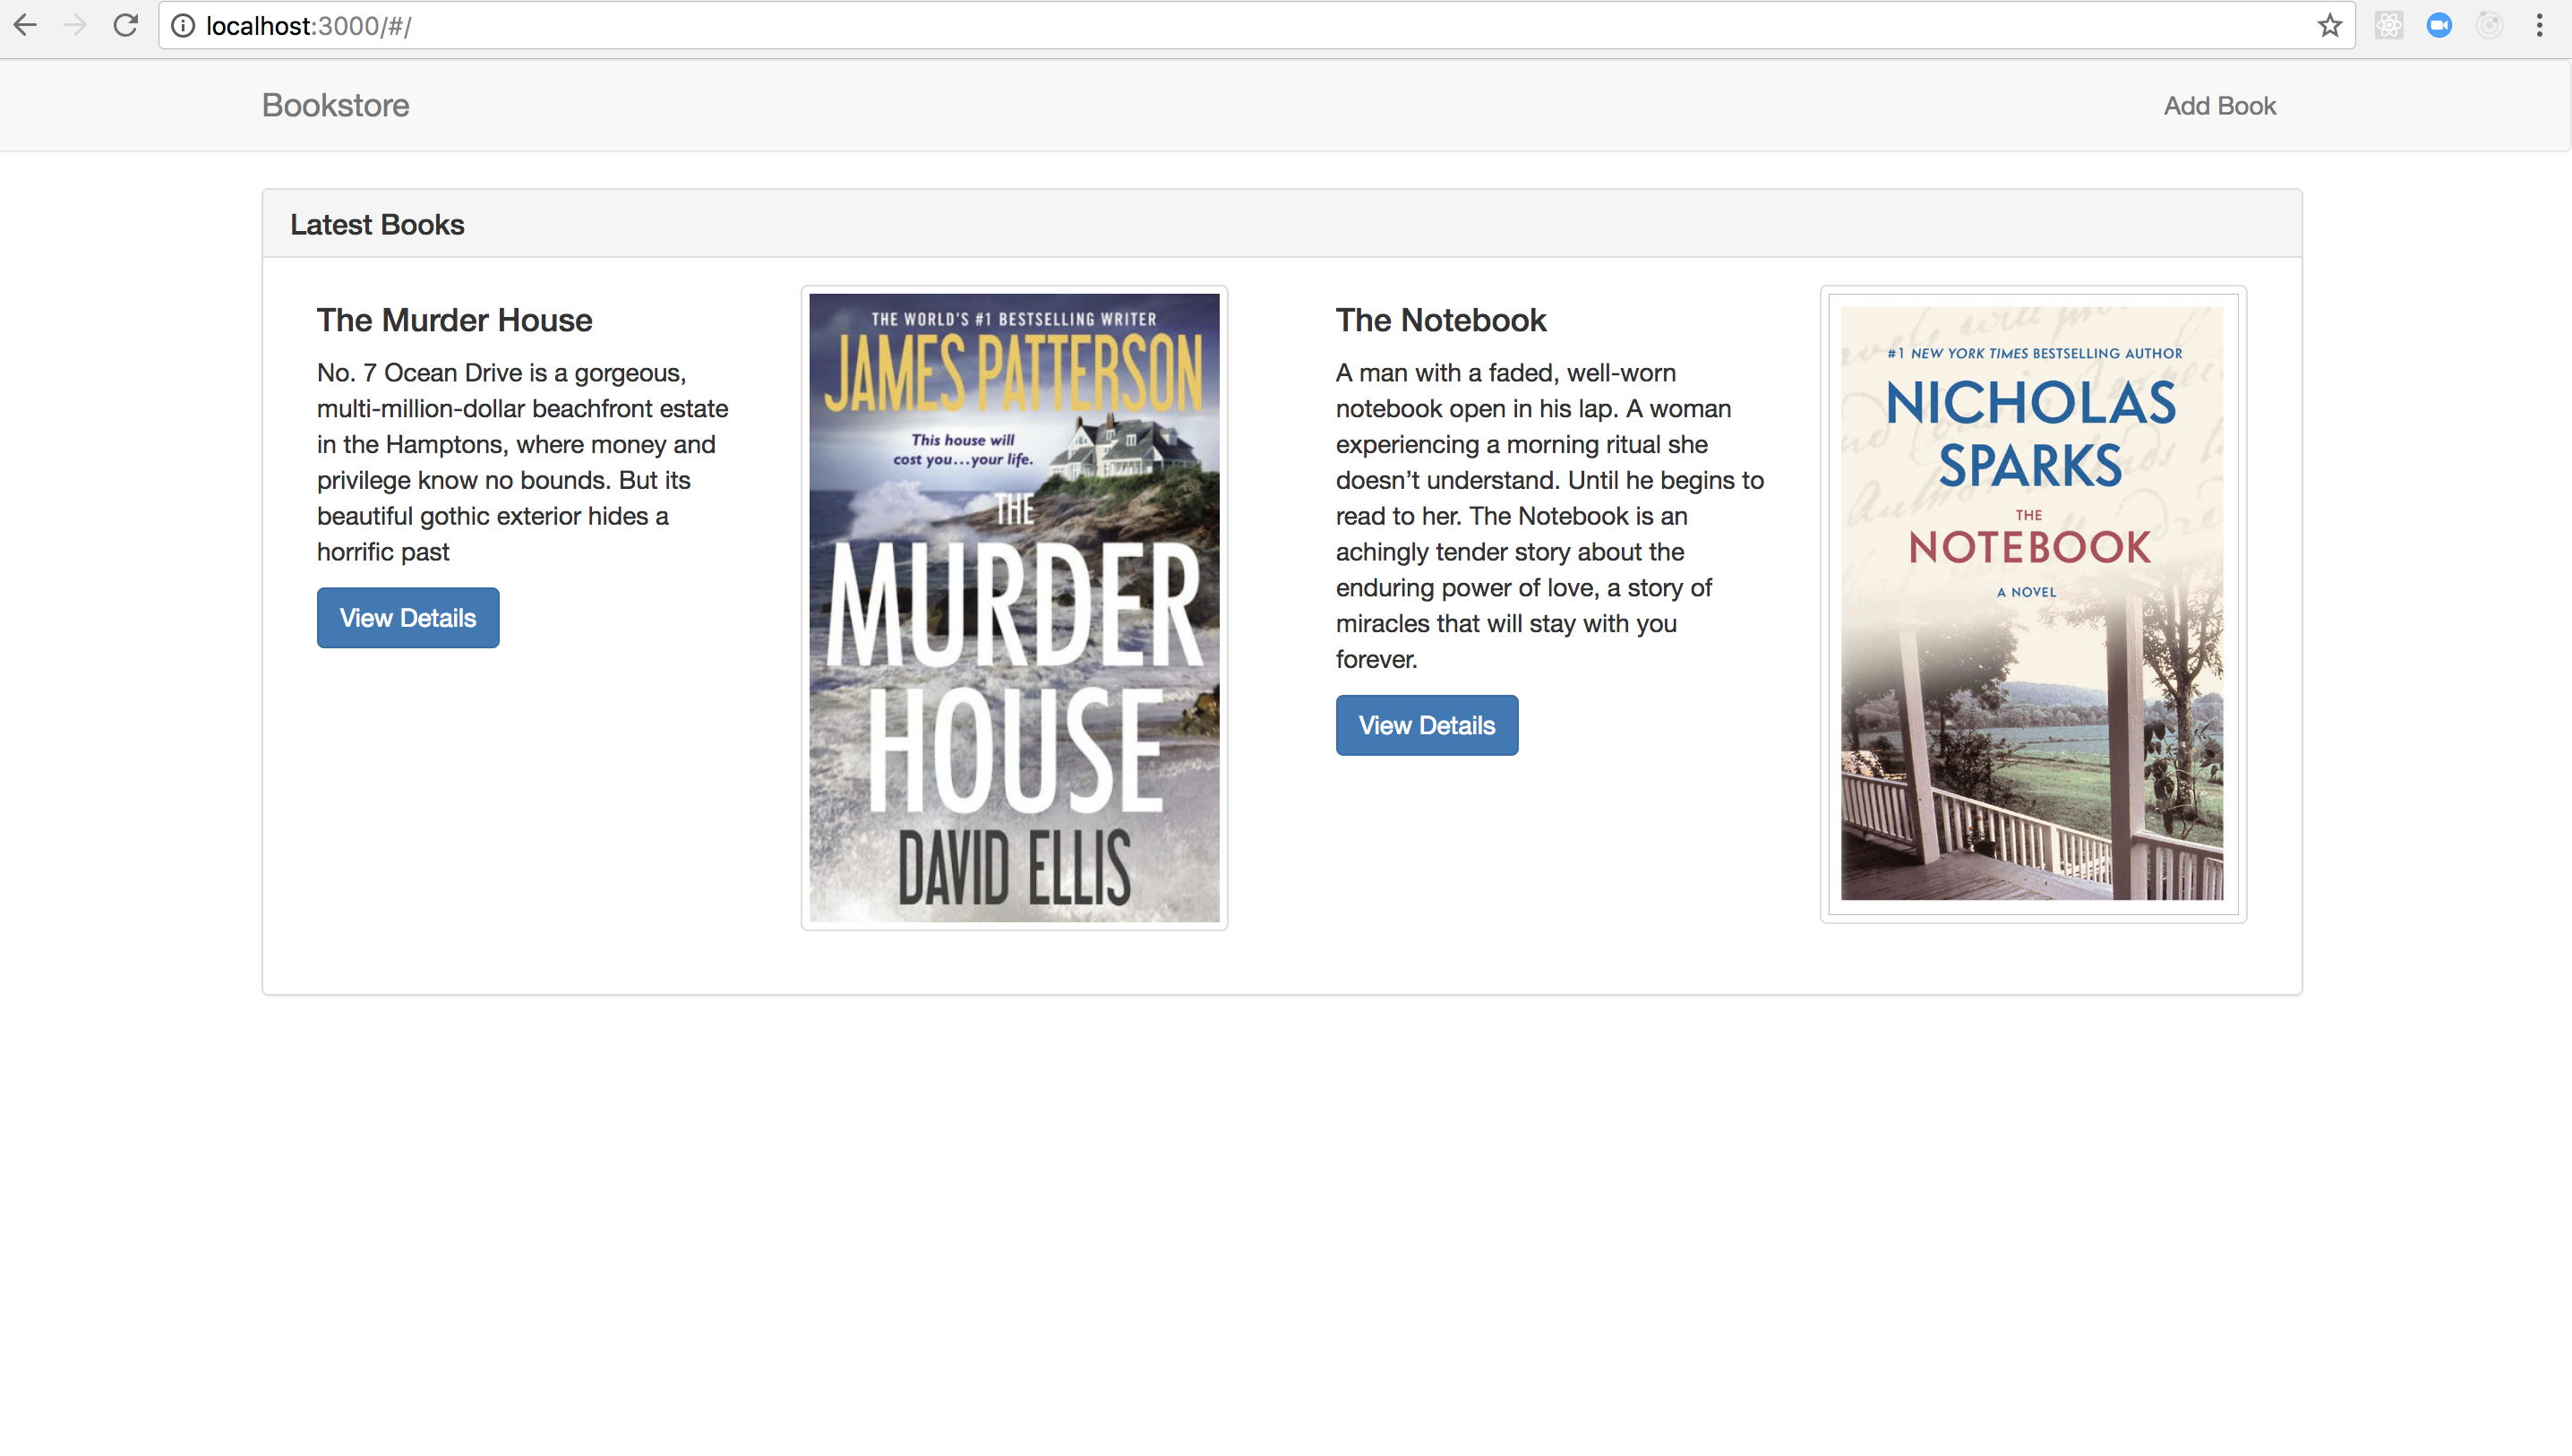 localhost:3000/#/
Bookstore
Add Book
Latest Books
The Murder House
No. 7 Ocean Drive is a gorgeous,
multi-million-dollar beachfront estate
in the Hamptons, where money and
privilege know no bounds. But its
beautiful gothic exterior hides a
horrific past
View Details
THE WORLD'S #1 BESTSELLING WRITER
JAMES PATTERSON
This house will
cost you...your life.
THE
MURDER
HOUSE
DAVID ELLIS
The Notebook
A man with a faded, well-worn
notebook open in his lap. A woman
experiencing a morning ritual she
doesn’t understand. Until he begins to
read to her. The Notebook is an
achingly tender story about the
enduring power of love, a story of
miracles that will stay with you
forever.
View Details
#1 NEW YORK TIMES BESTSELLING AUTHOR
NICHOLAS
SPARKS
THE
NOTEBOOK
A NOVEL